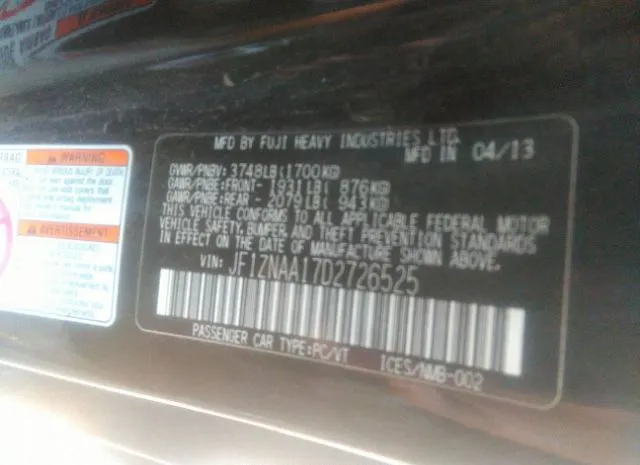 MFD BY FUJI HEAVY INDUSTRIES,LTD.
MFD IN 04/13
GVWR/PNBV: 3748LB(1700KG)
GAWR/PNBE:FRONT- 1931LB( 876KG)
GAWR/PNBE:REAR - 2079LB( 943KG)
THIS VEHICLE CONFORMS TO ALL APPLICABLE FEDERAL MOTOR
VEHICLE SAFETY, BUMPER, AND THEFT PREVENTION STANDARDS
IN EFFECT ON THE DATE OF MANUFACTURE SHOWN ABOVE.
VIN: JF1ZNAA17D2726525
PASSENGER CAR TYPE:PC/VT ICES/NMB-002
INJURY OR DEATH
AVERTISSEMENT